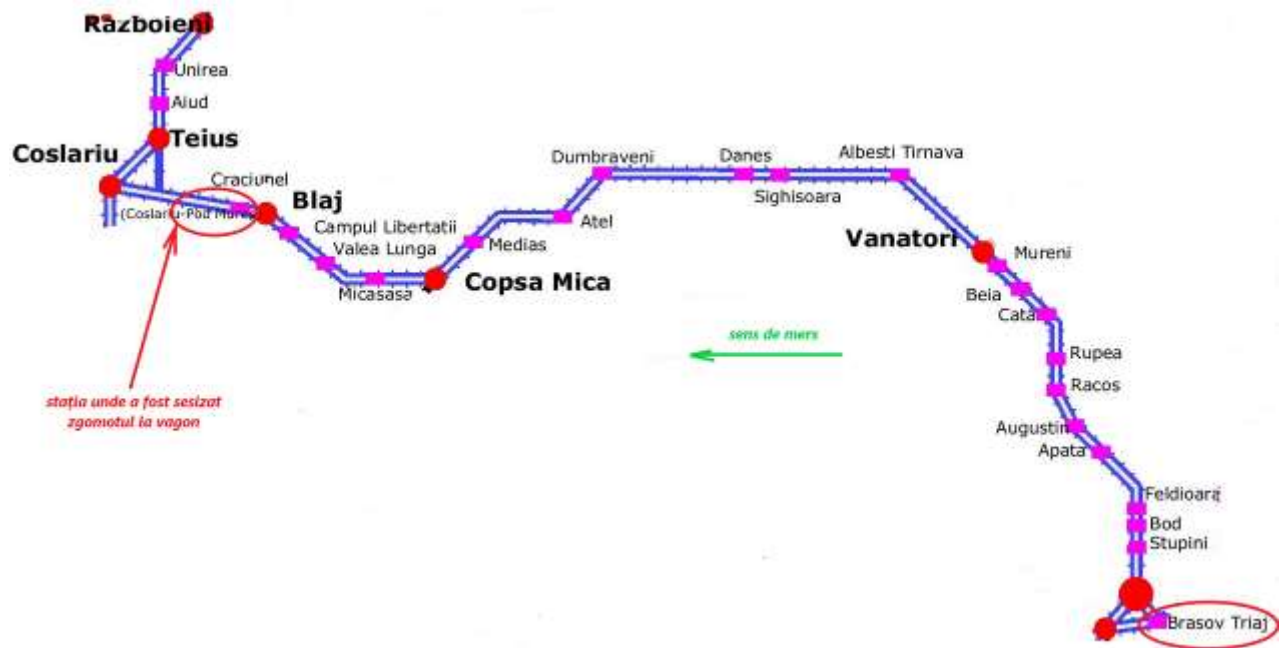 Razboieni
Unirea
Aiud
Teius
Coslariu
Craciunel
(Coslariu-Pod Mures)
Blaj
Campul Libertatii
Valea Lunga
Micasasa
Copsa Mica
Medias
Atel
Dumbraveni
Danes
Sighisoara
Albesti Tirnava
Vanatori
Mureni
Beia
Cata
Rupea
Racos
Augustin
Apata
Feldioara
Bod
Stupini
Brasov Triaj
sens de mers
stația unde a fost sesizat
zgomotul la vagon